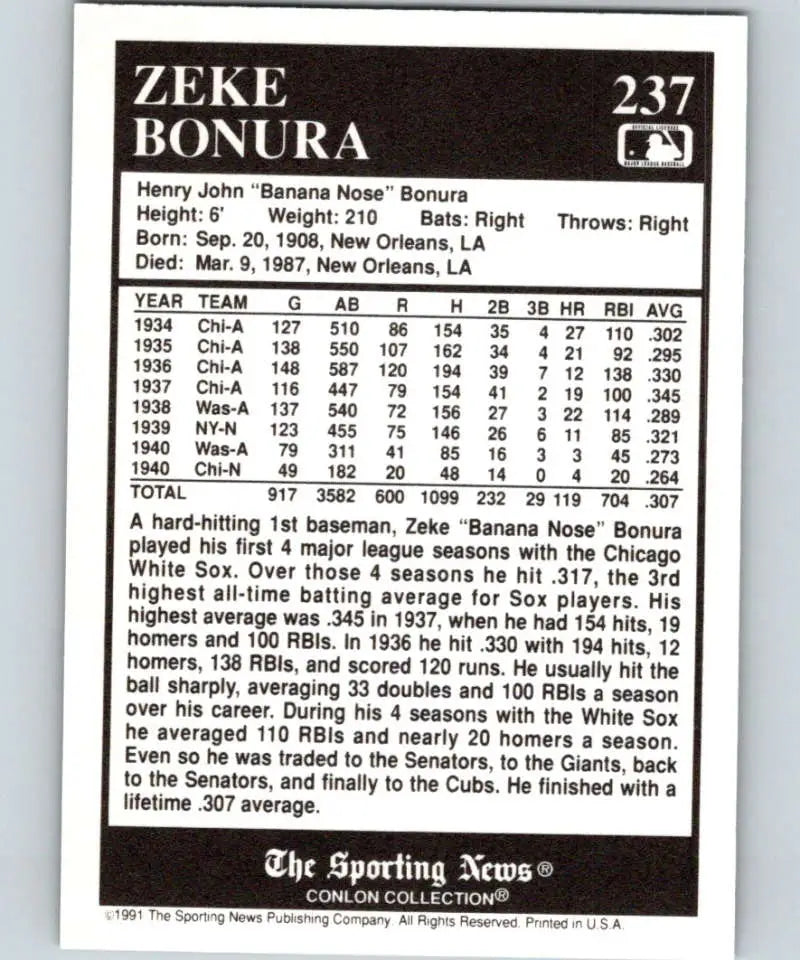 ZEKE 237
BONURA
OFFICIAL LICENSEE
MAJOR LEAGUE BASEBALL
Henry John "Banana Nose" Bonura
Height: 6' Weight: 210 Bats: Right Throws: Right
Born: Sep. 20, 1908, New Orleans, LA
Died: Mar. 9, 1987, New Orleans, LA
YEAR TEAM G AB R H 2B 3B HR RBI AVG
1934 Chi-A 127 510 86 154 35 4 27 110 .302
1935 Chi-A 138 550 107 162 34 4 21 92 .295
1936 Chi-A 148 587 120 194 39 7 12 138 .330
1937 Chi-A 116 447 79 154 41 2 19 100 .345
1938 Was-A 137 540 72 156 27 3 22 114 .289
1939 NY-N 123 455 75 146 26 6 11 85 .321
1940 Was-A 79 311 41 85 16 3 3 45 .273
1940 Chi-N 49 182 20 48 14 0 4 20 .264
TOTAL 917 3582 600 1099 232 29 119 704 .307
A hard-hitting 1st baseman, Zeke "Banana Nose" Bonura
played his first 4 major league seasons with the Chicago
White Sox. Over those 4 seasons he hit .317, the 3rd
highest all-time batting average for Sox players. His
highest average was .345 in 1937, when he had 154 hits, 19
homers and 100 RBIs. In 1936 he hit .330 with 194 hits, 12
homers, 138 RBIs, and scored 120 runs. He usually hit the
ball sharply, averaging 33 doubles and 100 RBIs a season
over his career. During his 4 seasons with the White Sox
he averaged 110 RBIs and nearly 20 homers a season.
Even so he was traded to the Senators, to the Giants, back
to the Senators, and finally to the Cubs. He finished with a
lifetime .307 average.
The Sporting News®
CONLON COLLECTION®
©1991 The Sporting News Publishing Company. All Rights Reserved. Printed in U.S.A.